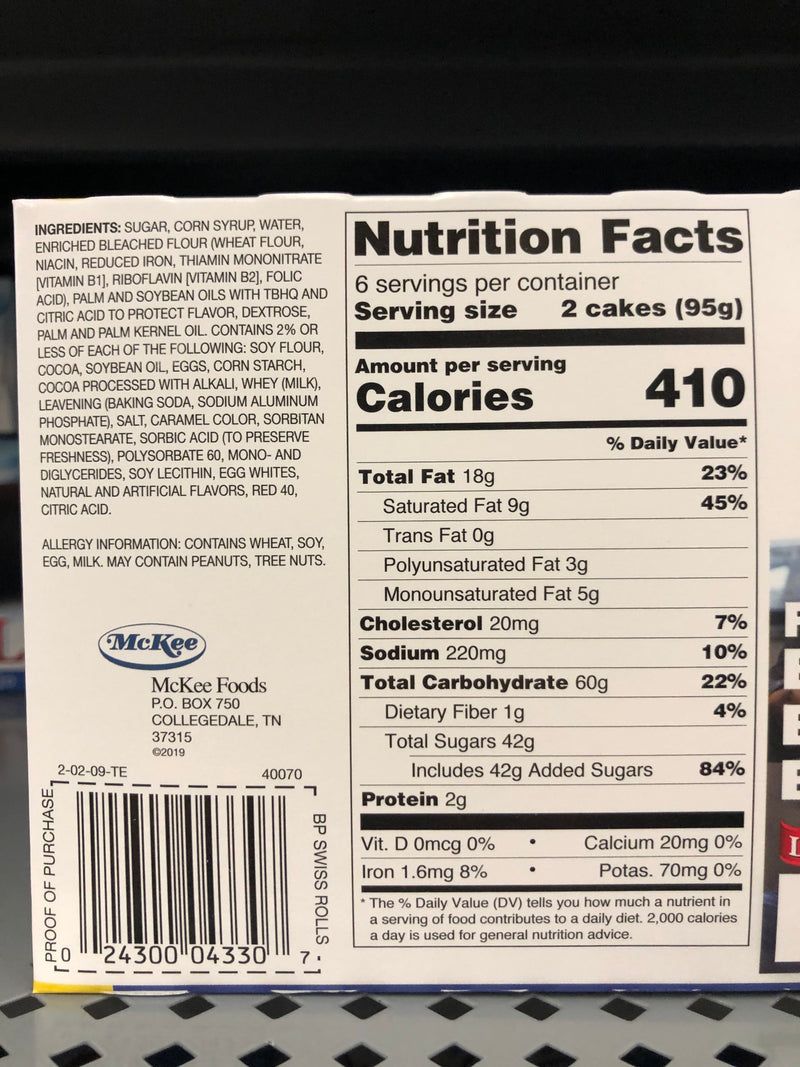 INGREDIENTS: SUGAR, CORN SYRUP, WATER,
ENRICHED BLEACHED FLOUR (WHEAT FLOUR,
NIACIN, REDUCED IRON, THIAMIN MONONITRATE
[VITAMIN B1], RIBOFLAVIN [VITAMIN B2], FOLIC
ACID), PALM AND SOYBEAN OILS WITH TBHQ AND
CITRIC ACID TO PROTECT FLAVOR, DEXTROSE,
PALM AND PALM KERNEL OIL. CONTAINS 2% OR
LESS OF EACH OF THE FOLLOWING: SOY FLOUR,
COCOA, SOYBEAN OIL, EGGS, CORN STARCH,
COCOA PROCESSED WITH ALKALI, WHEY (MILK),
LEAVENING (BAKING SODA, SODIUM ALUMINUM
PHOSPHATE), SALT, CARAMEL COLOR, SORBITAN
MONOSTEARATE, SORBIC ACID (TO PRESERVE
FRESHNESS), POLYSORBATE 60, MONO- AND
DIGLYCERIDES, SOY LECITHIN, EGG WHITES,
NATURAL AND ARTIFICIAL FLAVORS, RED 40,
CITRIC ACID.
ALLERGY INFORMATION: CONTAINS WHEAT, SOY,
EGG, MILK. MAY CONTAIN PEANUTS, TREE NUTS.
McKee
McKee Foods
P.O. BOX 750
COLLEGEDALE, TN
37315
©2019
2-02-09-TE 40070
PROOF OF PURCHASE
BP SWISS ROLLS
0 24300 04330 7
Nutrition Facts
6 servings per container
Serving size 2 cakes (95g)
Amount per serving
Calories 410
% Daily Value*
Total Fat 18g 23%
Saturated Fat 9g 45%
Trans Fat 0g
Polyunsaturated Fat 3g
Monounsaturated Fat 5g
Cholesterol 20mg 7%
Sodium 220mg 10%
Total Carbohydrate 60g 22%
Dietary Fiber 1g 4%
Total Sugars 42g
Includes 42g Added Sugars 84%
Protein 2g
Vit. D 0mcg 0% • Calcium 20mg 0%
Iron 1.6mg 8% • Potas. 70mg 0%
* The % Daily Value (DV) tells you how much a nutrient in
a serving of food contributes to a daily diet. 2,000 calories
a day is used for general nutrition advice.